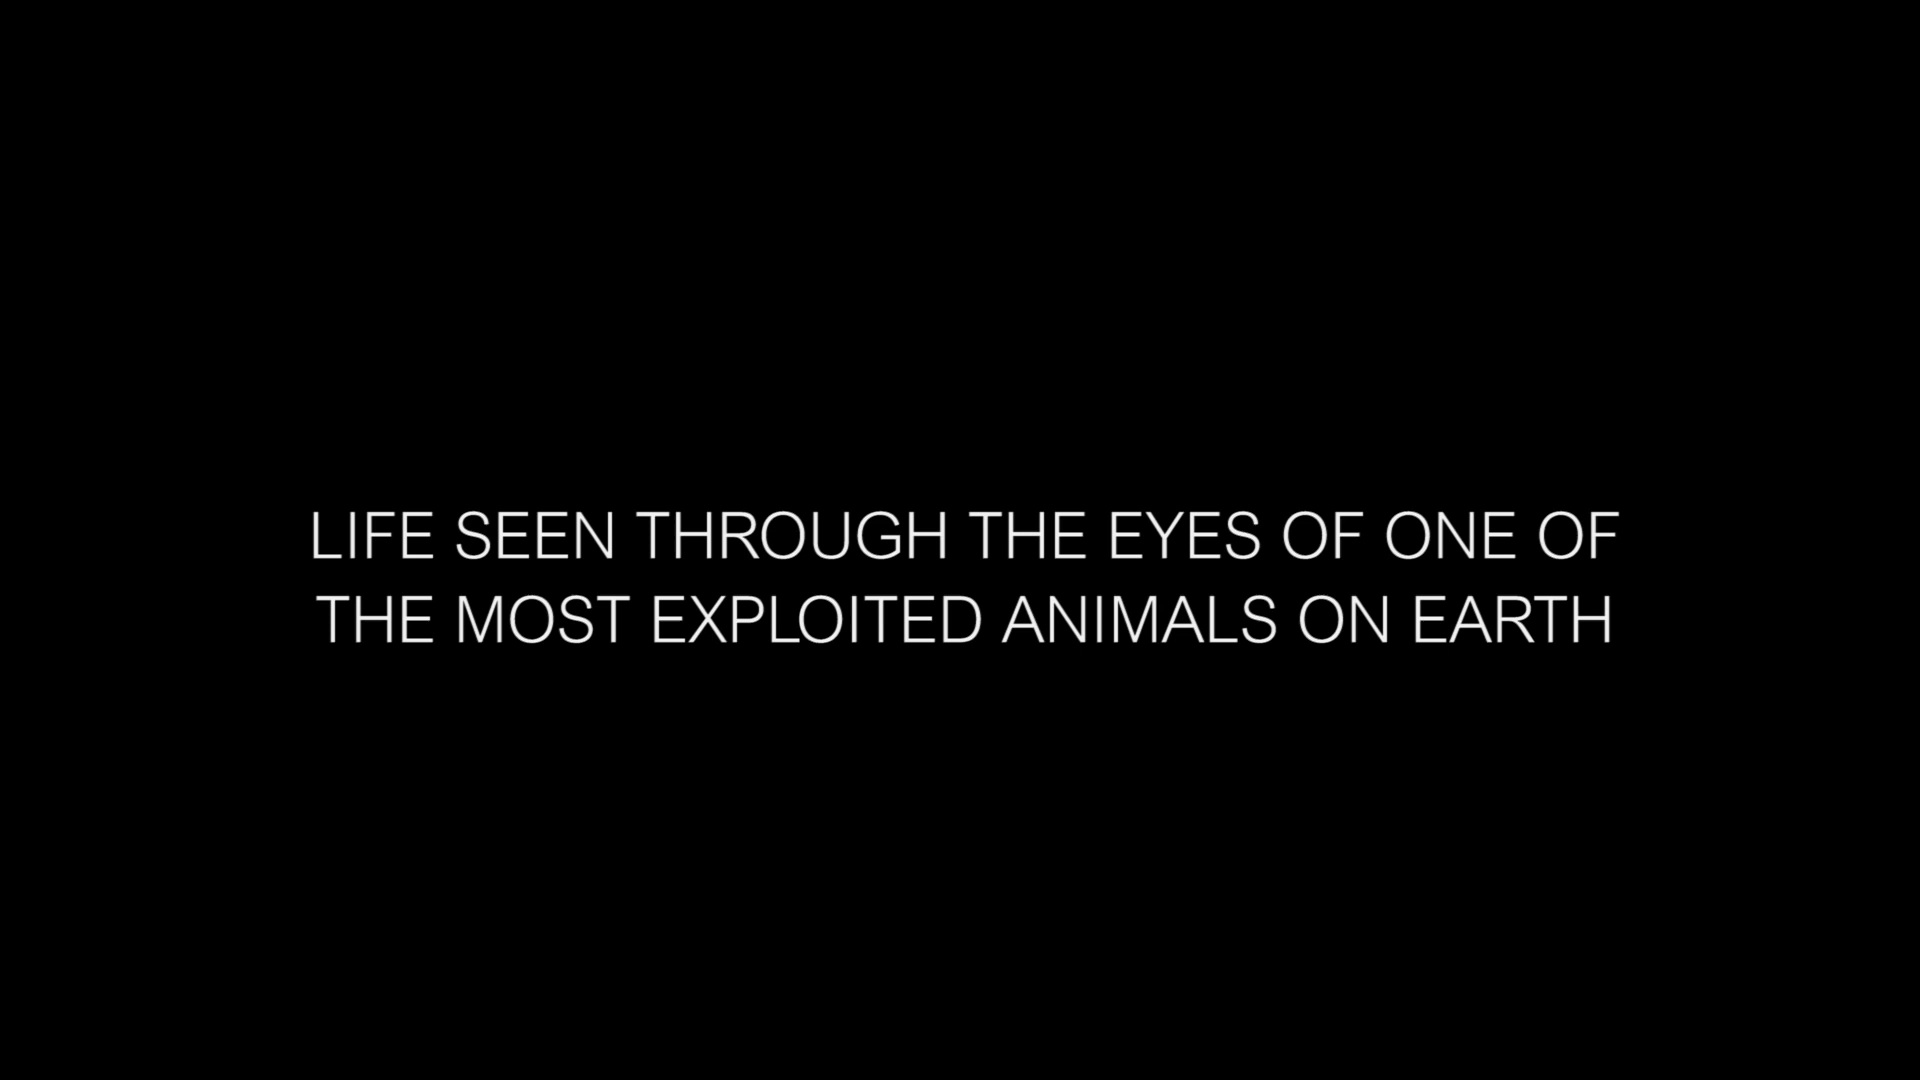 LIFE SEEN THROUGH THE EYES OF ONE OF
THE MOST EXPLOITED ANIMALS ON EARTH